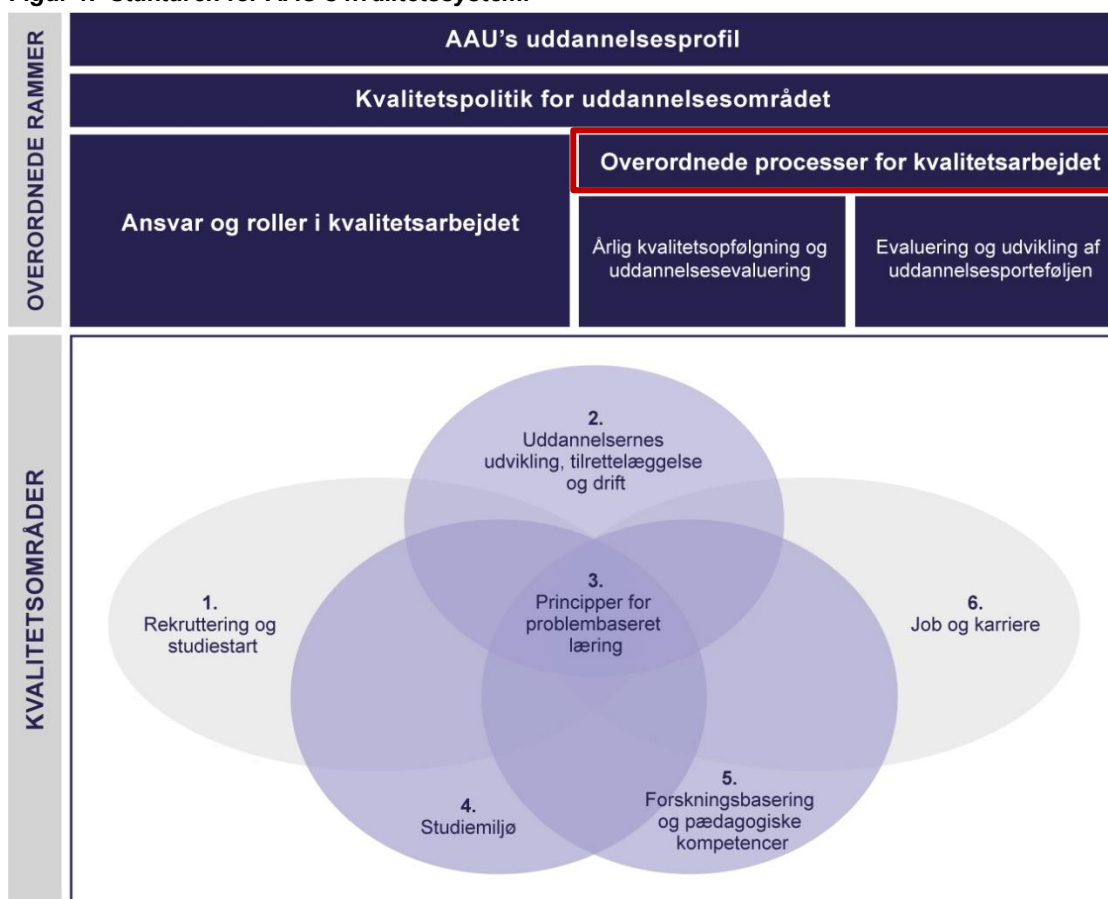 AAU's uddannelsesprofil
Kvalitetspolitik for uddannelsesområdet
OVERORDNEDE RAMMER
Ansvar og roller i kvalitetsarbejdet
Overordnede processer for kvalitetsarbejdet
Årlig kvalitetsopfølgning og
uddannelsesevaluering
Evaluering og udvikling af
uddannelsesporteføljen
KVALITETSOMRÅDER
2.
Uddannelsernes
udvikling, tilrettelæggelse
og drift
1.
Rekruttering og
studiestart
3.
Principper for
problembaseret
læring
6.
Job og karriere
4.
Studiemiljø
5.
Forskningsbasering
og pædagogiske
kompetencer